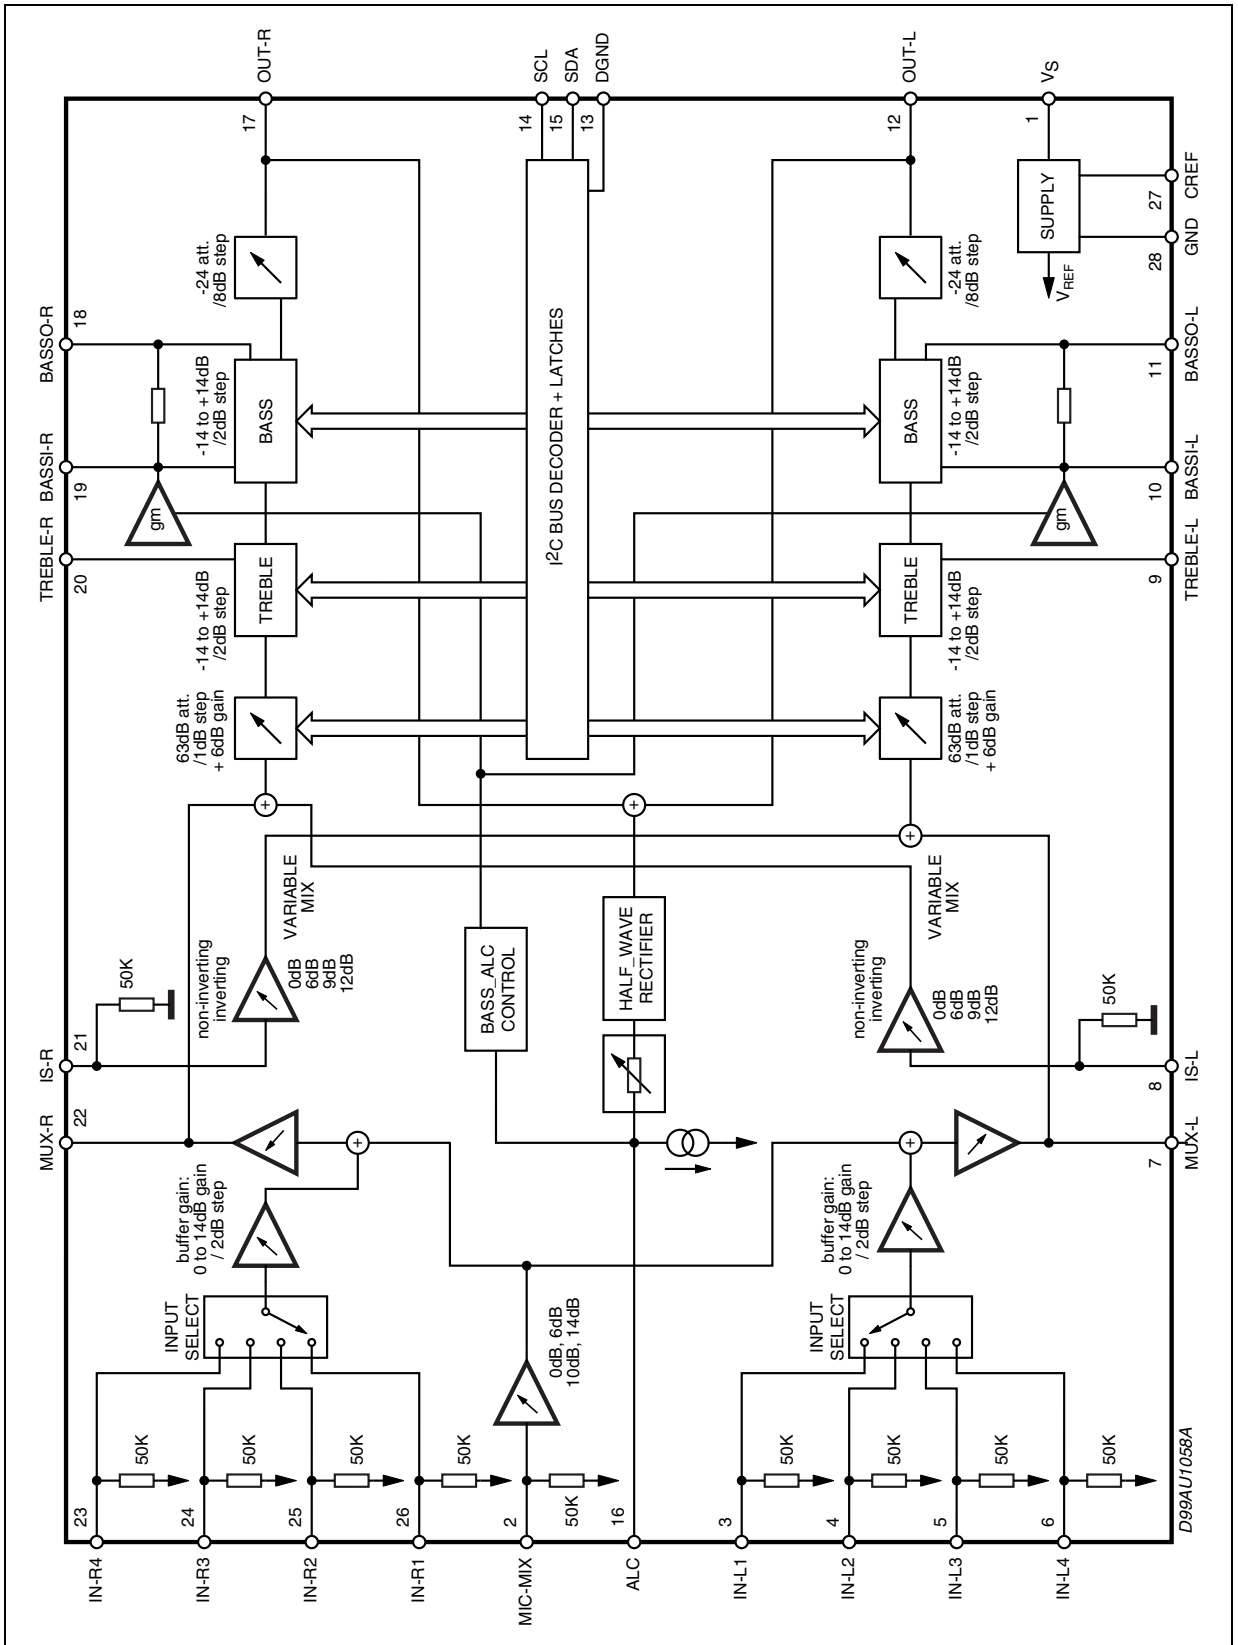 OUT-R
SCL
SDA
DGND
OUT-L
VS
17
14
15
13
12
1
SUPPLY
VREF
27
CREF
28
GND
-24 att.
/8dB step
-24 att.
/8dB step
BASSO-R
18
BASSI-R
19
TREBLE-R
20
gm
-14 to +14dB
/2dB step
BASS
-14 to +14dB
/2dB step
TREBLE
63dB att.
/1dB step
+ 6dB gain
I2C BUS DECODER + LATCHES
BASS
-14 to +14dB
/2dB step
TREBLE
-14 to +14dB
/2dB step
63dB att.
/1dB step
+ 6dB gain
gm
11
BASSO-L
10
BASSI-L
9
TREBLE-L
+
+
+
VARIABLE
MIX
non-inverting
inverting
0dB
6dB
9dB
12dB
50K
IS-R
21
MUX-R
22
BASS_ALC
CONTROL
HALF_WAVE
RECTIFIER
VARIABLE
MIX
non-inverting
inverting
0dB
6dB
9dB
12dB
50K
8
IS-L
7
MUX-L
+
+
buffer gain:
0 to 14dB gain
/ 2dB step
buffer gain:
0 to 14dB gain
/ 2dB step
INPUT
SELECT
INPUT
SELECT
0dB, 6dB
10dB, 14dB
50K
50K
50K
50K
50K
50K
50K
50K
50K
23
24
25
26
2
16
3
4
5
6
IN-R4
IN-R3
IN-R2
IN-R1
MIC-MIX
ALC
IN-L1
IN-L2
IN-L3
IN-L4
D99AU1058A